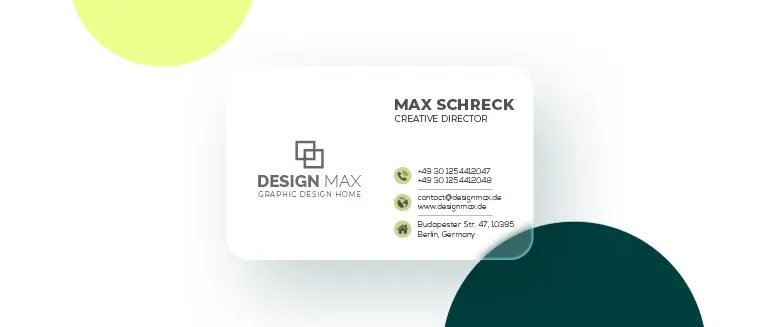 MAX SCHRECK
CREATIVE DIRECTOR
DESIGN MAX
GRAPHIC DESIGN HOME
+49 30 1254412047
+49 30 1254412048
contact@designmax.de
www.designmax.de
Budapester Str. 47, 10385
Berlin, Germany